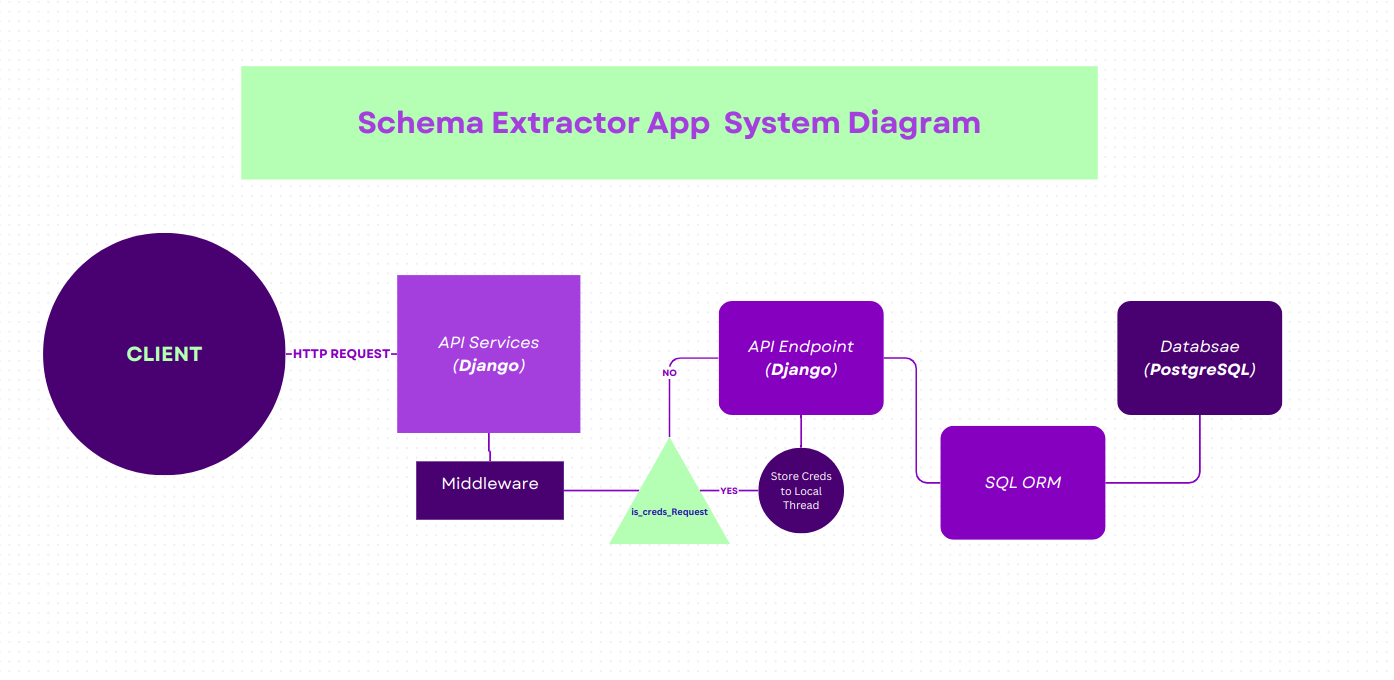 Schema Extractor App System Diagram
CLIENT
HTTP REQUEST
API Services
(Django)
Middleware
NO
is_creds_Request
YES
API Endpoint
(Django)
Store Creds
to Local
Thread
SQL ORM
Databsae
(PostgreSQL)